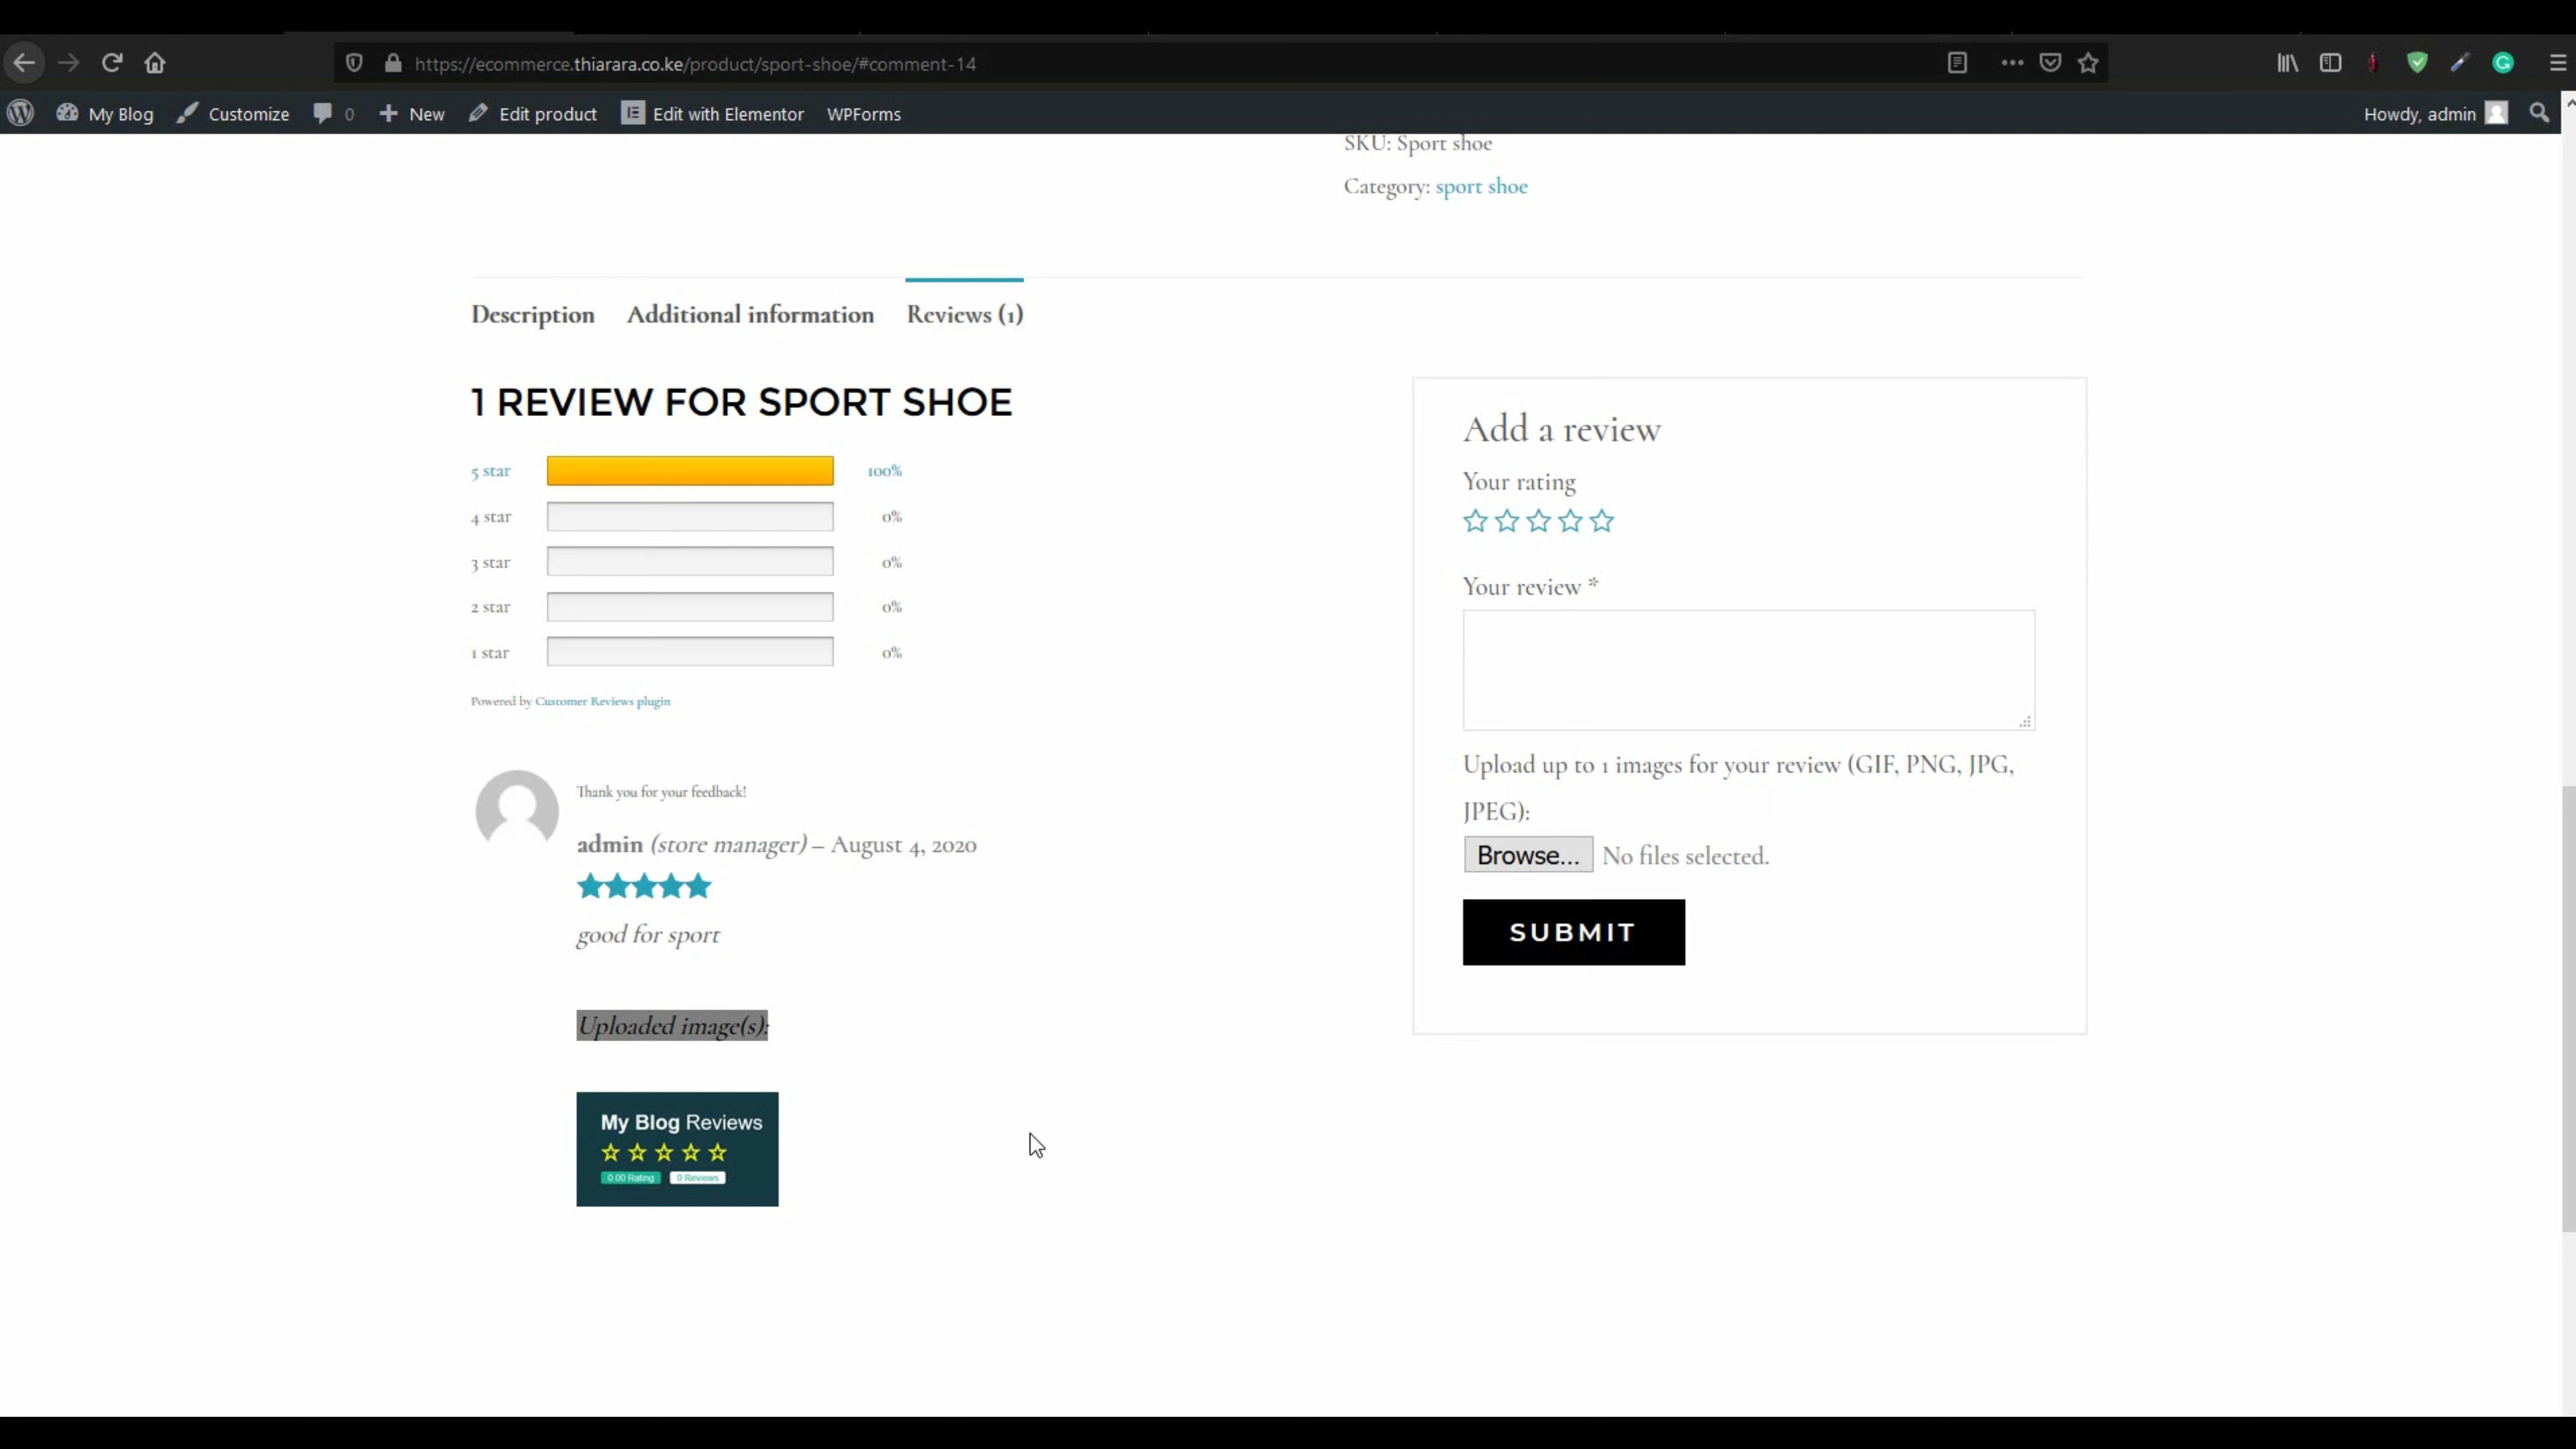 https://ecommerce.thiarara.co.ke/product/sport-shoe/#comment-14
My Blog Customize 0 New Edit product Edit with Elementor WPForms Howdy, admin
SKU: Sport shoe
Category: sport shoe
Description Additional information Reviews (1)
1 REVIEW FOR SPORT SHOE
5 star 100%
4 star 0%
3 star 0%
2 star 0%
1 star 0%
Powered by Customer Reviews plugin
Thank you for your feedback!
admin (store manager) – August 4, 2020
good for sport
Uploaded image(s):
My Blog Reviews
0.00 Rating 0 Reviews
Add a review
Your rating
Your review *
Upload up to 1 images for your review (GIF, PNG, JPG,
JPEG):
Browse... No files selected.
SUBMIT